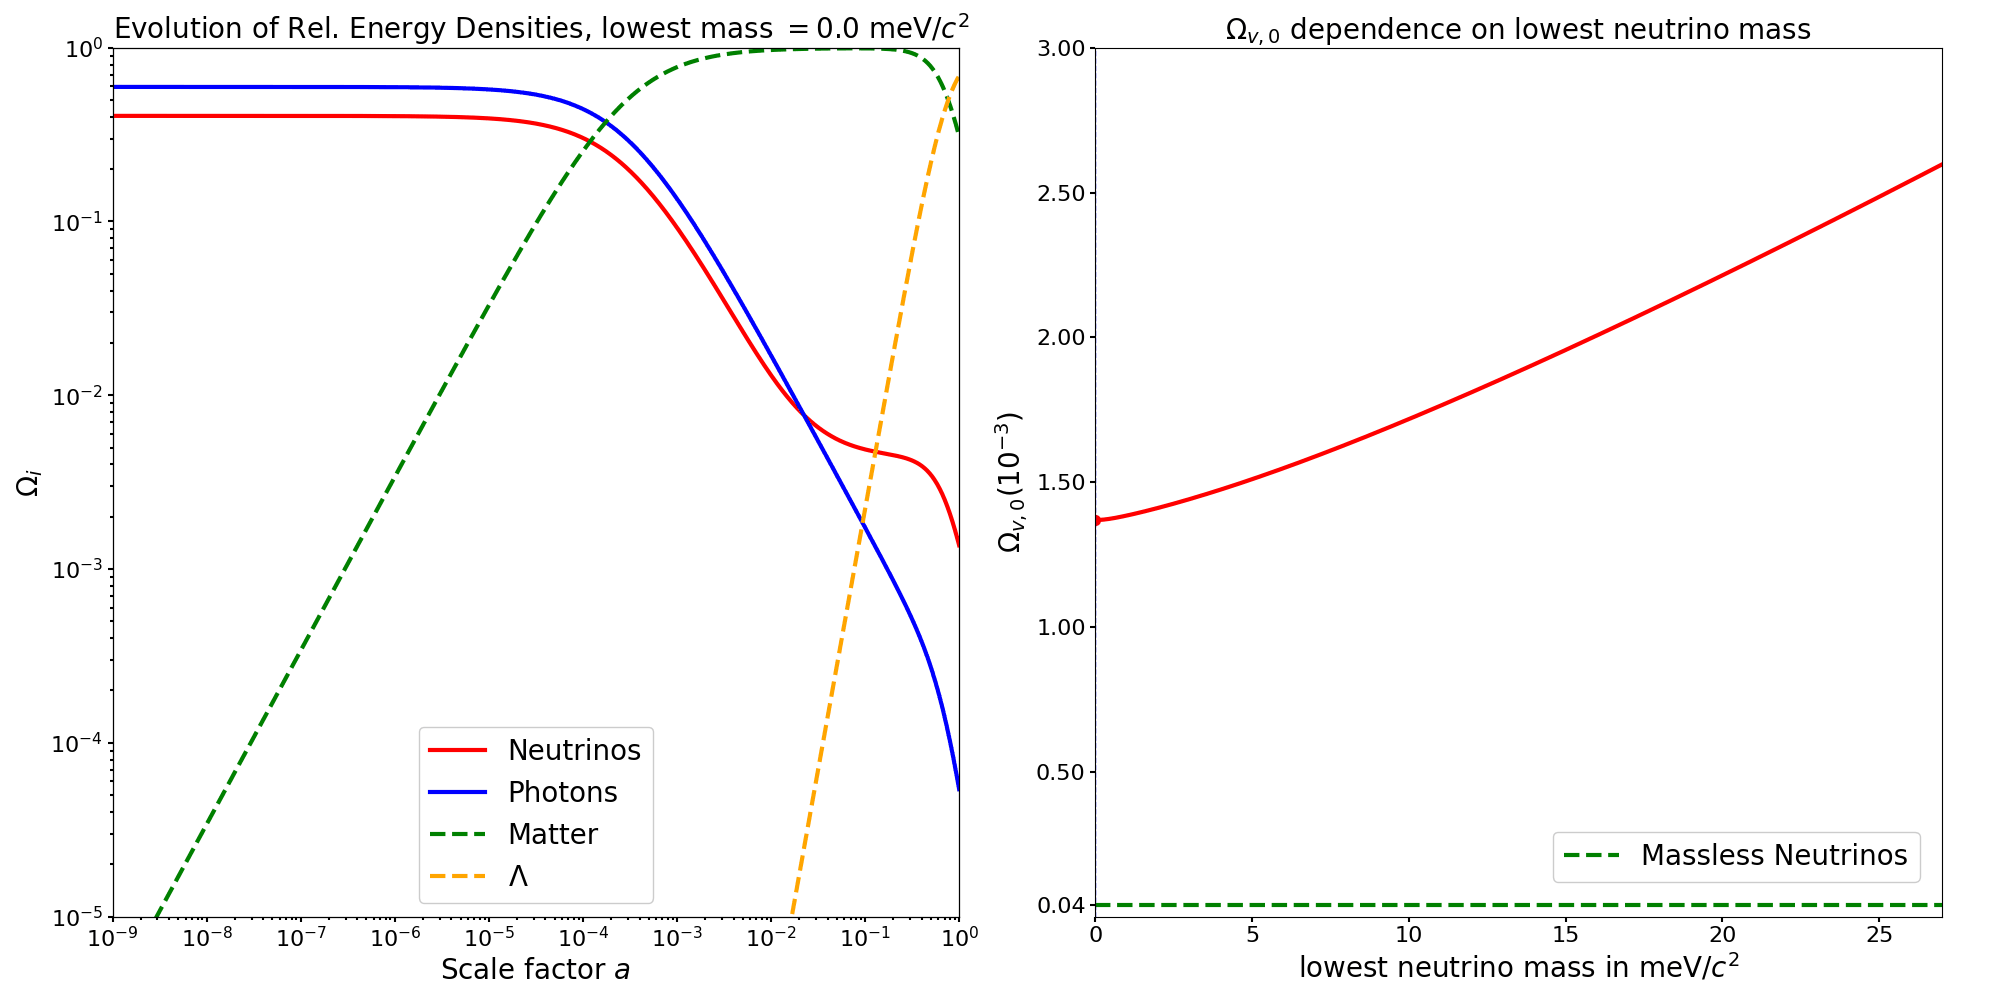 Evolution of Rel. Energy Densities, lowest mass = 0.0 meV/c²
10⁰
10⁻¹
10⁻²
10⁻³
10⁻⁴
10⁻⁵
Ωᵢ
Neutrinos
Photons
Matter
Λ
10⁻⁹ 10⁻⁸ 10⁻⁷ 10⁻⁶ 10⁻⁵ 10⁻⁴ 10⁻³ 10⁻² 10⁻¹ 10⁰
Scale factor a
Ωᵥ,₀ dependence on lowest neutrino mass
3.00
2.50
2.00
1.50
1.00
0.50
0.04
Ωᵥ,₀(10⁻³)
Massless Neutrinos
0 5 10 15 20 25
lowest neutrino mass in meV/c²